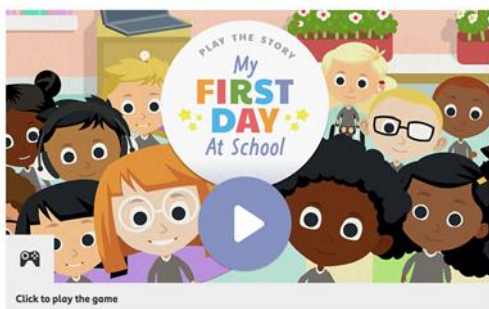 PLAY THE STORY
My
FIRST
DAY
At School
Click to play the game